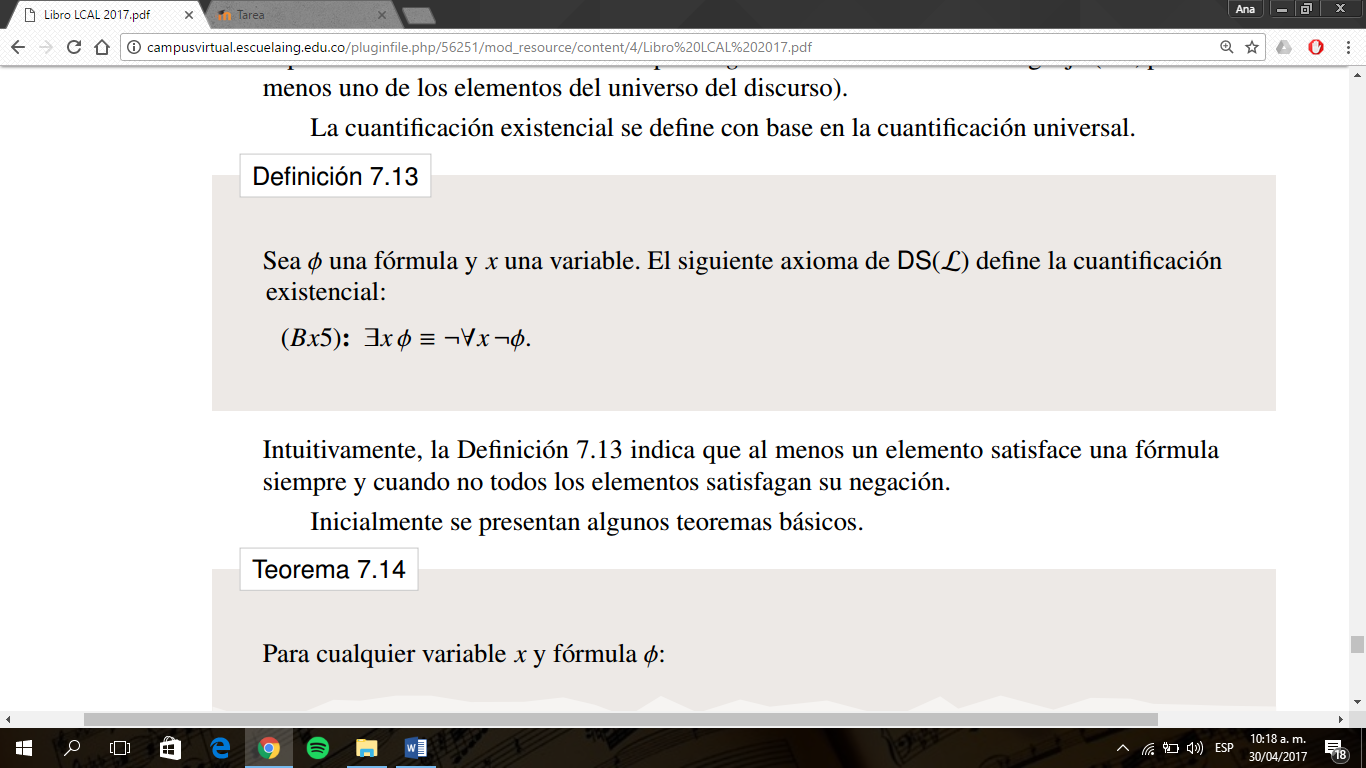 Libro LCAL 2017.pdf
Tarea
Ana
campusvirtual.escuelaing.edu.co/pluginfile.php/56251/mod_resource/content/4/Libro%20LCAL%202017.pdf
menos uno de los elementos del universo del discurso).
La cuantificación existencial se define con base en la cuantificación universal.
Definición 7.13
Sea ϕ una fórmula y x una variable. El siguiente axioma de DS(ℒ) define la cuantificación
existencial:
(Bx5): ∃x ϕ ≡ ¬∀x ¬ϕ.
Intuitivamente, la Definición 7.13 indica que al menos un elemento satisface una fórmula
siempre y cuando no todos los elementos satisfagan su negación.
Inicialmente se presentan algunos teoremas básicos.
Teorema 7.14
Para cualquier variable x y fórmula ϕ:
ESP
10:18 a. m.
30/04/2017
18